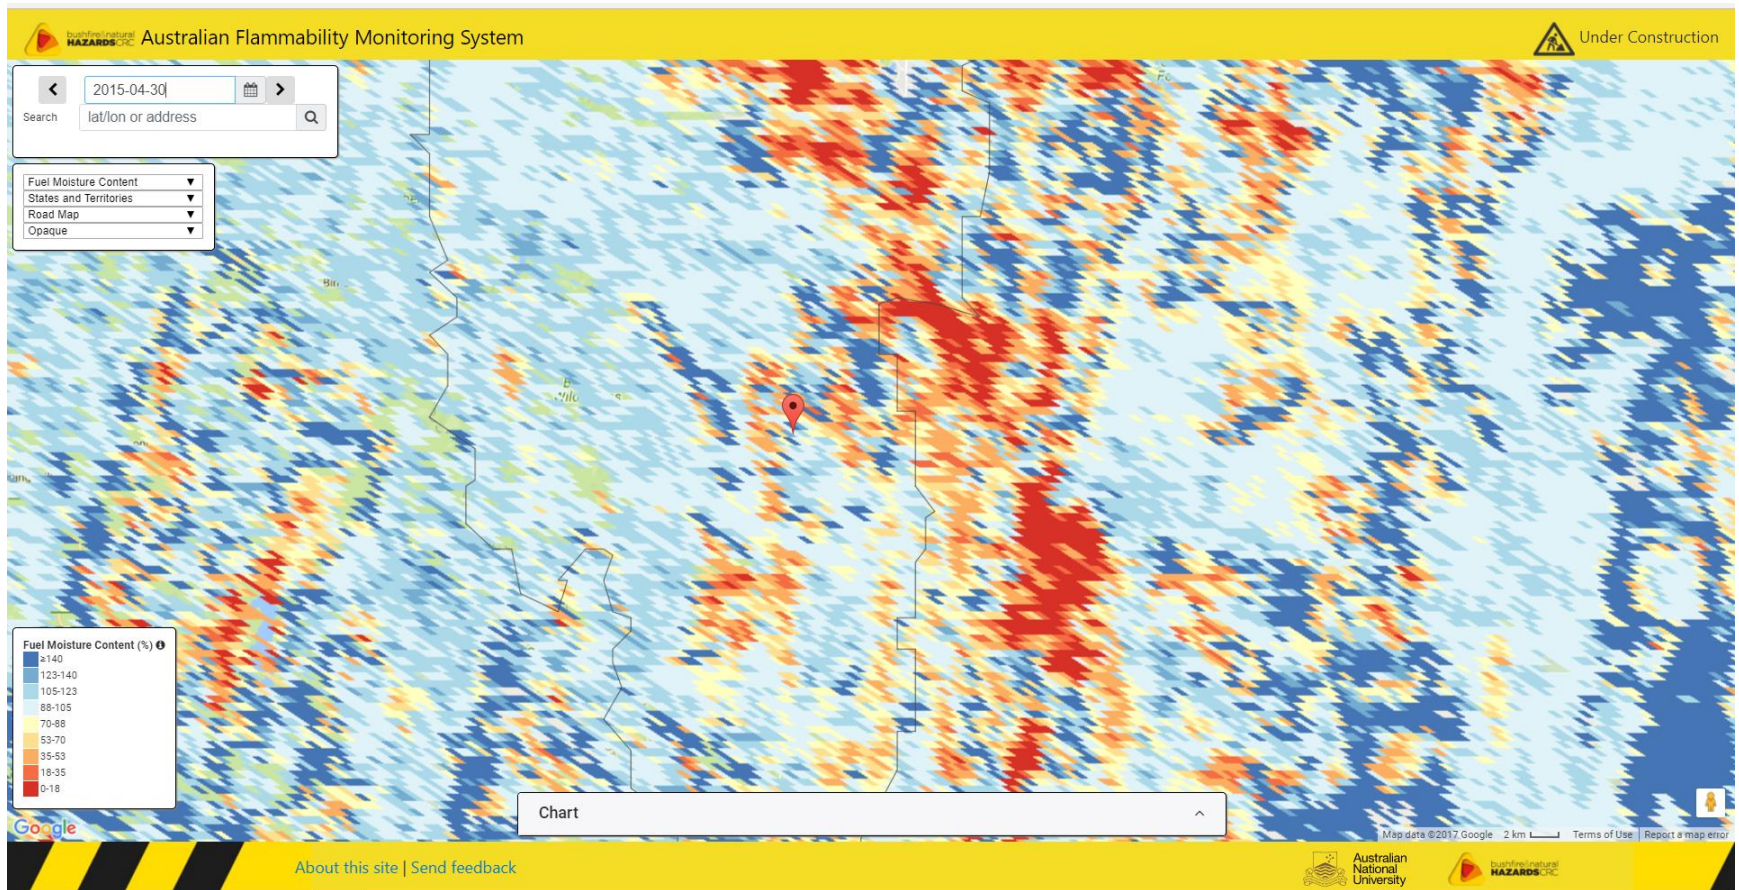 bushfire&natural
HAZARDSCRC
Australian Flammability Monitoring System
Under Construction
2015-04-30
Search
lat/lon or address
Fuel Moisture Content
States and Territories
Road Map
Opaque
Fuel Moisture Content (%)
≥140
123-140
105-123
88-105
70-88
53-70
35-53
18-35
0-18
Google
Chart
Map data ©2017 Google
2 km
Terms of Use
Report a map error
About this site | Send feedback
Australian
National
University
bushfire&natural
HAZARDSCRC